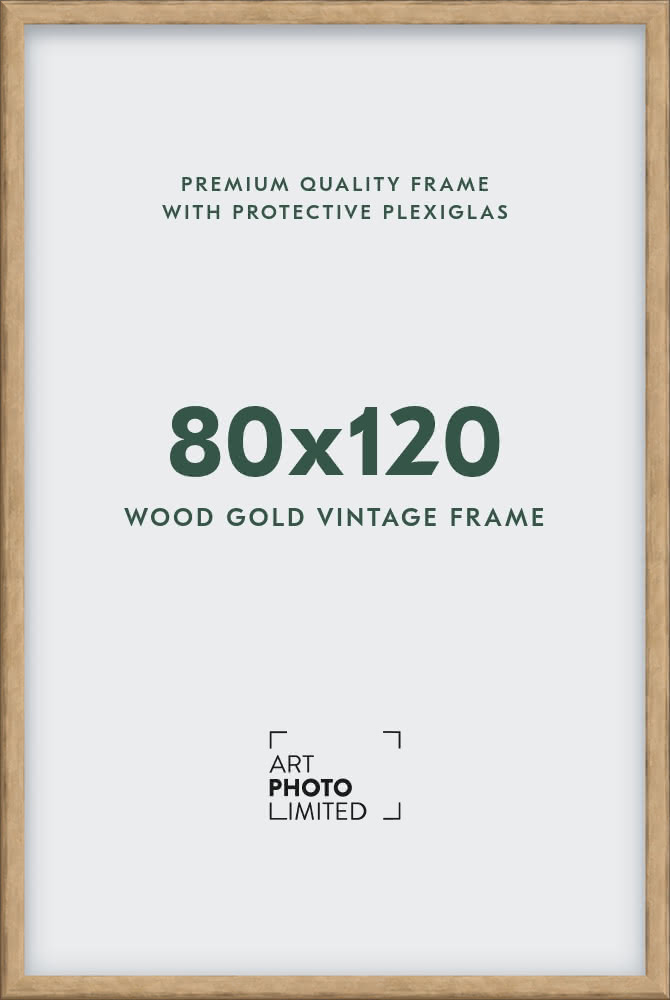 PREMIUM QUALITY FRAME
WITH PROTECTIVE PLEXIGLAS
80x120
WOOD GOLD VINTAGE FRAME
ART
PHOTO
LIMITED